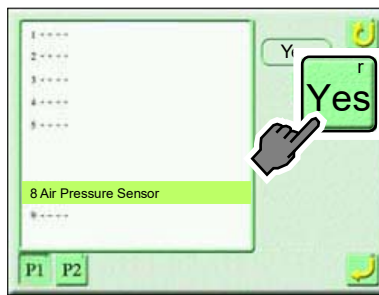 1 ----
2 ----
3 ----
4 ----
5 ----
8 Air Pressure Sensor
9 ----
r
Yes
P1 P2